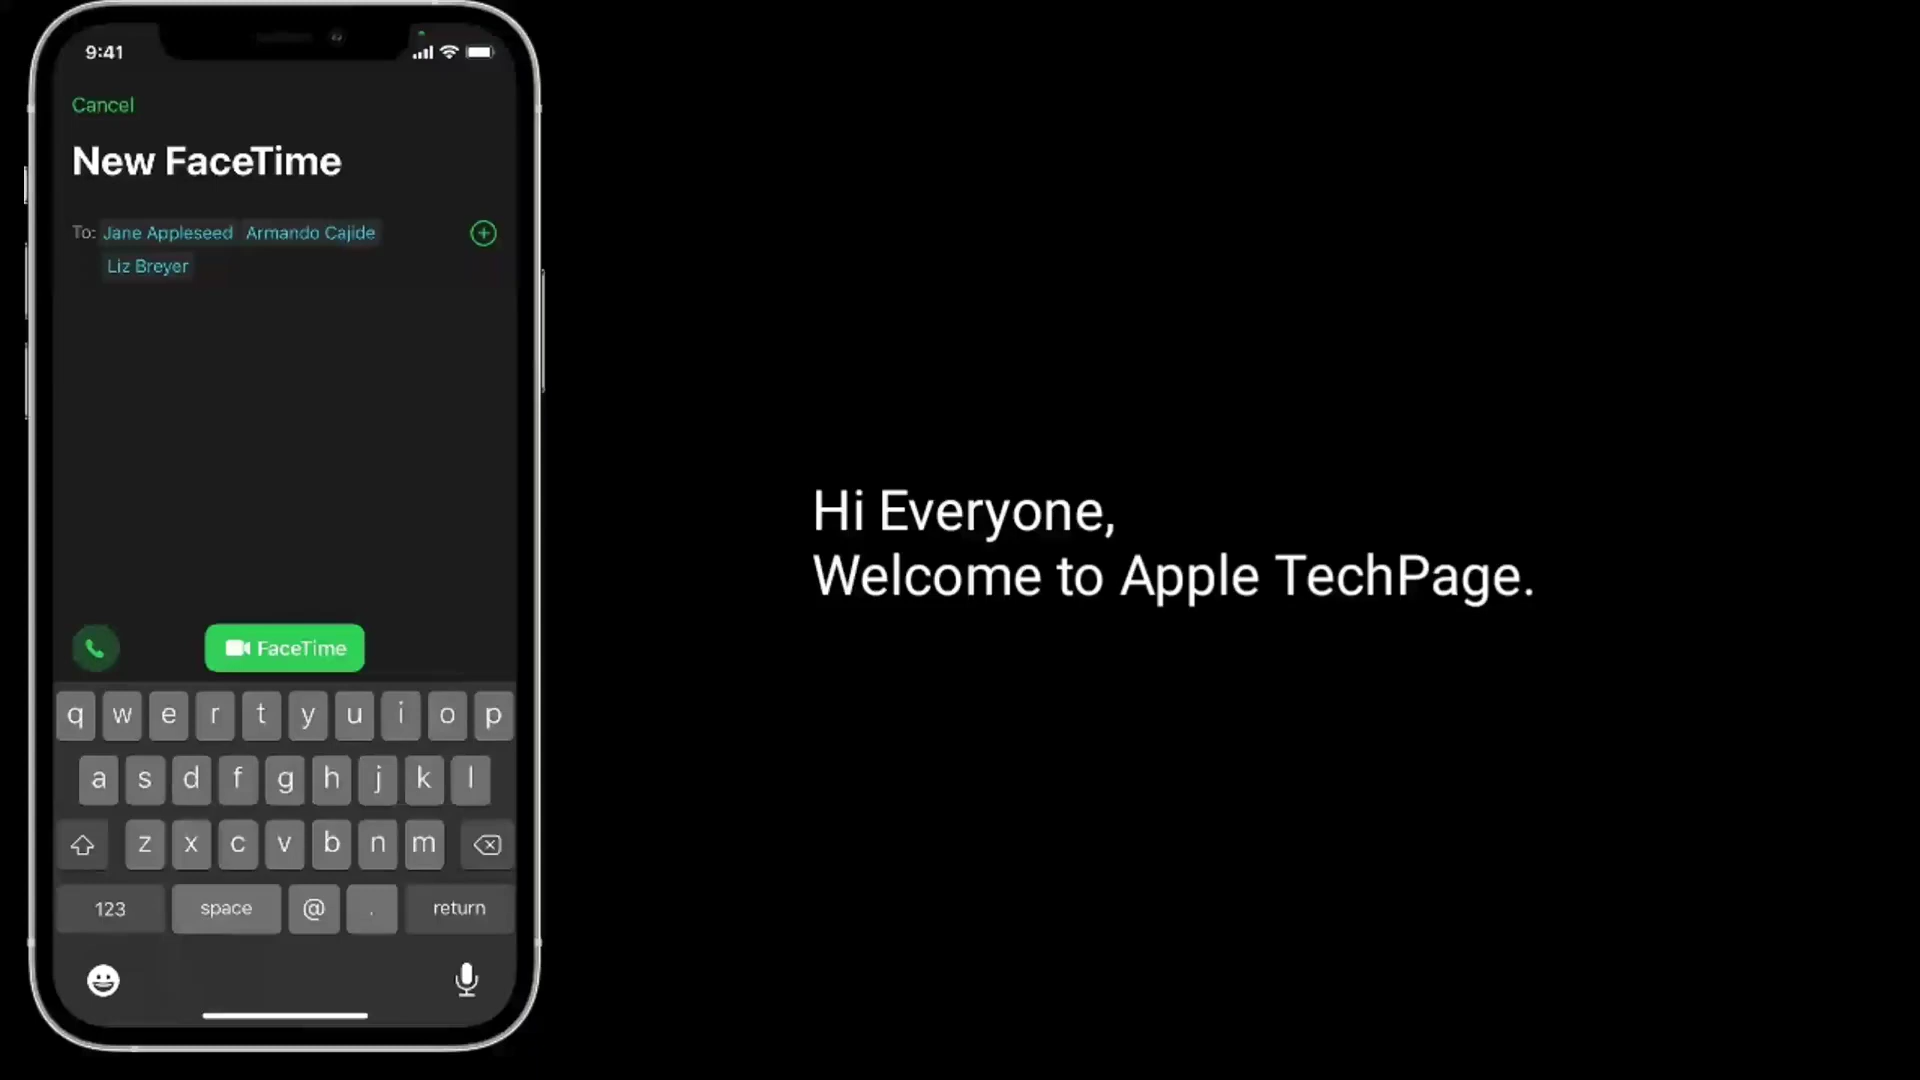 9:41
Cancel
New FaceTime
To: Jane Appleseed Armando Cajide
Liz Breyer
FaceTime
q w e r t y u i o p
a s d f g h j k l
z x c v b n m
123 space @ . return
Hi Everyone,
Welcome to Apple TechPage.